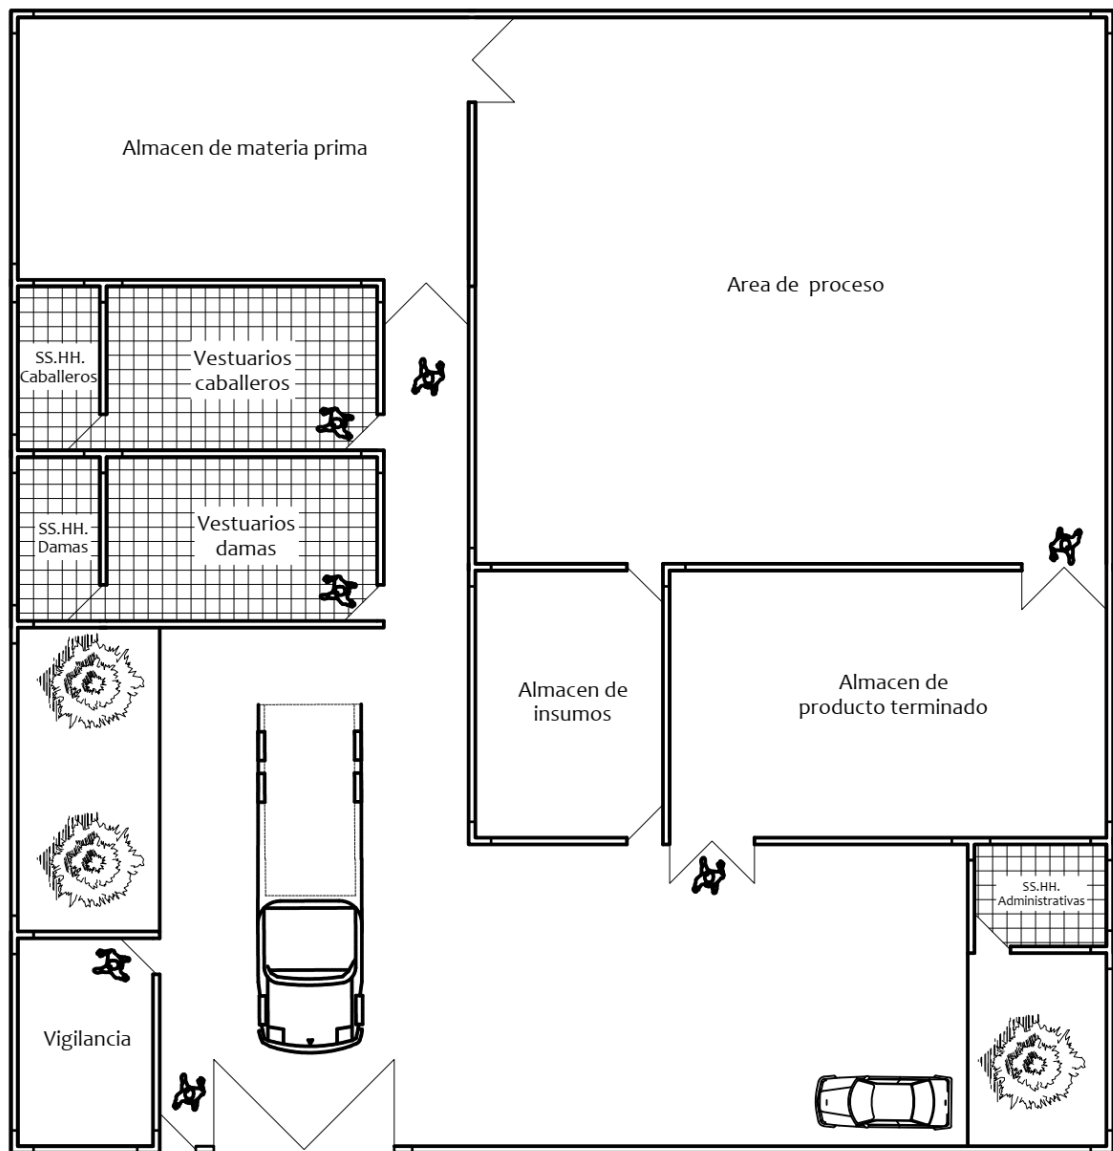 Almacen de materia prima
Area de proceso
SS.HH.
Caballeros
Vestuarios
caballeros
SS.HH.
Damas
Vestuarios
damas
Almacen de
insumos
Almacen de
producto terminado
SS.HH.
Administrativas
Vigilancia